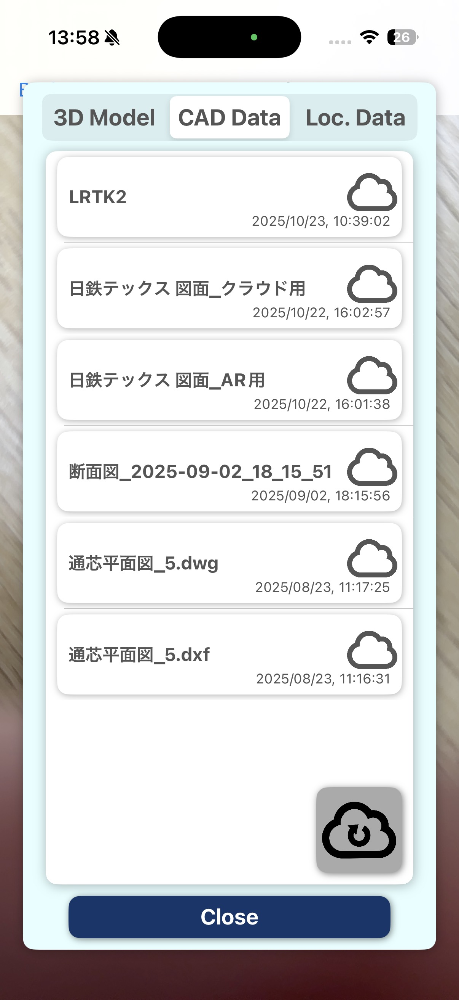 13:58
26
3D Model
CAD Data
Loc. Data
LRTK2
2025/10/23, 10:39:02
日鉄テックス 図面_クラウド用
2025/10/22, 16:02:57
日鉄テックス 図面_AR用
2025/10/22, 16:01:38
断面図_2025-09-02_18_15_51
2025/09/02, 18:15:56
通芯平面図_5.dwg
2025/08/23, 11:17:25
通芯平面図_5.dxf
2025/08/23, 11:16:31
Close